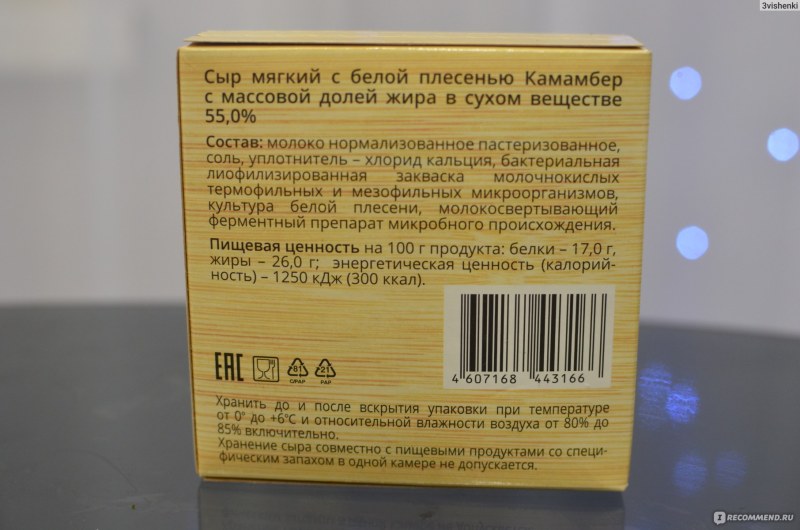 3vishenki
Сыр мягкий с белой плесенью Камамбер
с массовой долей жира в сухом веществе
55,0%
Состав: молоко нормализованное пастеризованное,
соль, уплотнитель – хлорид кальция, бактериальная
лиофилизированная закваска молочнокислых
термофильных и мезофильных микроорганизмов,
культура белой плесени, молокосвертывающий
ферментный препарат микробного происхождения.
Пищевая ценность на 100 г продукта: белки – 17,0 г,
жиры – 26,0 г; энергетическая ценность (калорий-
ность) – 1250 кДж (300 ккал).
4 607168 443166
EAC
81
C/PAP
21
PAP
Хранить до и после вскрытия упаковки при температуре
от 0° до +6°С и относительной влажности воздуха от 80% до
85% включительно.
Хранение сыра совместно с пищевыми продуктами со специ-
фическим запахом в одной камере не допускается.
I RECOMMEND.RU